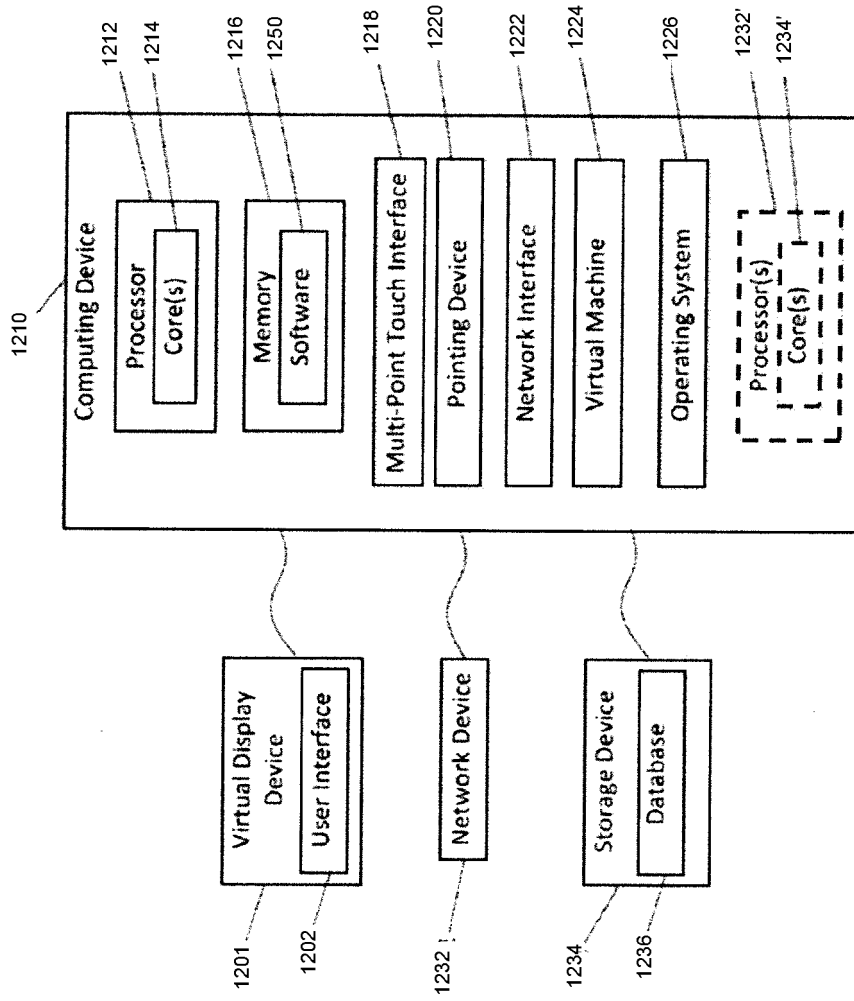 1210
Computing Device
Processor
Core(s)
Memory
Software
Multi-Point Touch Interface
Pointing Device
Network Interface
Virtual Machine
Operating System
Processor(s)
Core(s)
1212
1214
1216
1250
1218
1220
1222
1224
1226
1232'
1234'
Virtual Display
Device
User Interface
Network Device
Storage Device
Database
1201
1202
1232
1234
1236